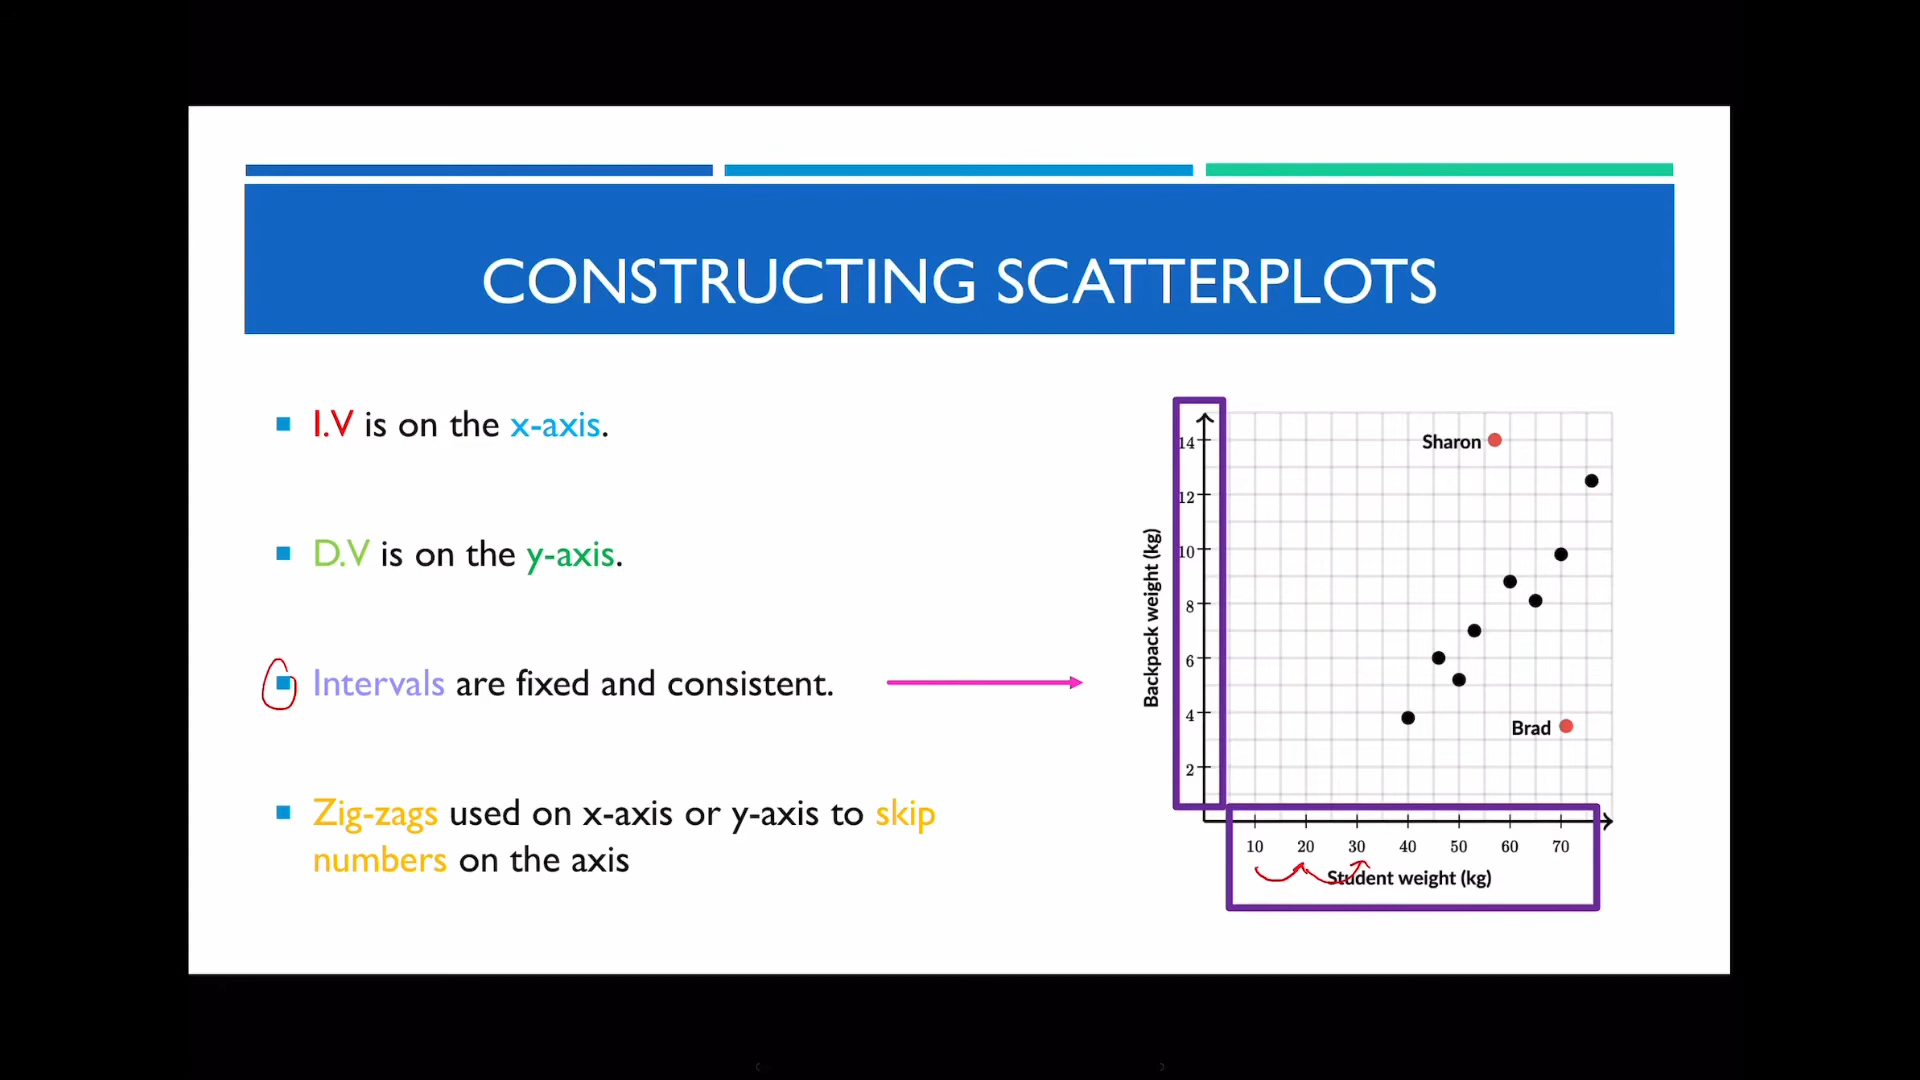 CONSTRUCTING SCATTERPLOTS
I.V is on the x-axis.
D.V is on the y-axis.
Intervals are fixed and consistent.
Zig-zags used on x-axis or y-axis to skip
numbers on the axis
Backpack weight (kg)
14
12
10
8
6
4
2
Sharon
Brad
10 20 30 40 50 60 70
Student weight (kg)